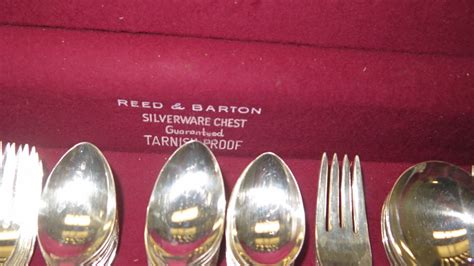 REED & BARTON
SILVERWARE CHEST
Guaranteed
TARNISH PROOF